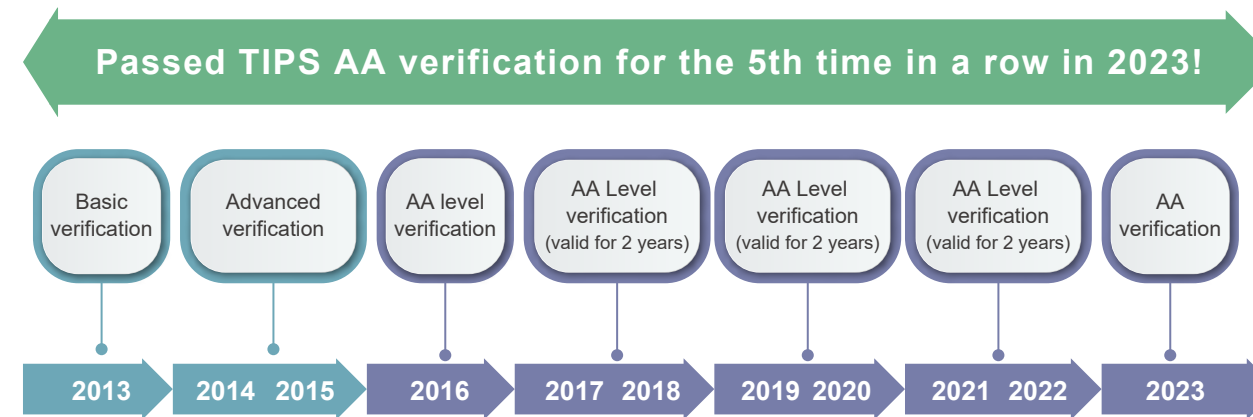 Passed TIPS AA verification for the 5th time in a row in 2023!
Basic
verification
Advanced
verification
AA level
verification
AA Level
verification
(valid for 2 years)
AA Level
verification
(valid for 2 years)
AA Level
verification
(valid for 2 years)
AA
verification
2013 2014 2015 2016 2017 2018 2019 2020 2021 2022 2023